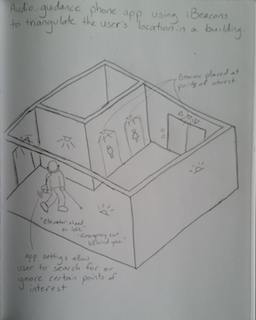 Audio guidance phone app using iBeacons
to triangulate the user's location in a building.
Beacons placed at
points of interest
"Elevator ahead
to left"
"Emergency exit
behind you"
App settings allow
user to search for or
ignore certain points of
interest